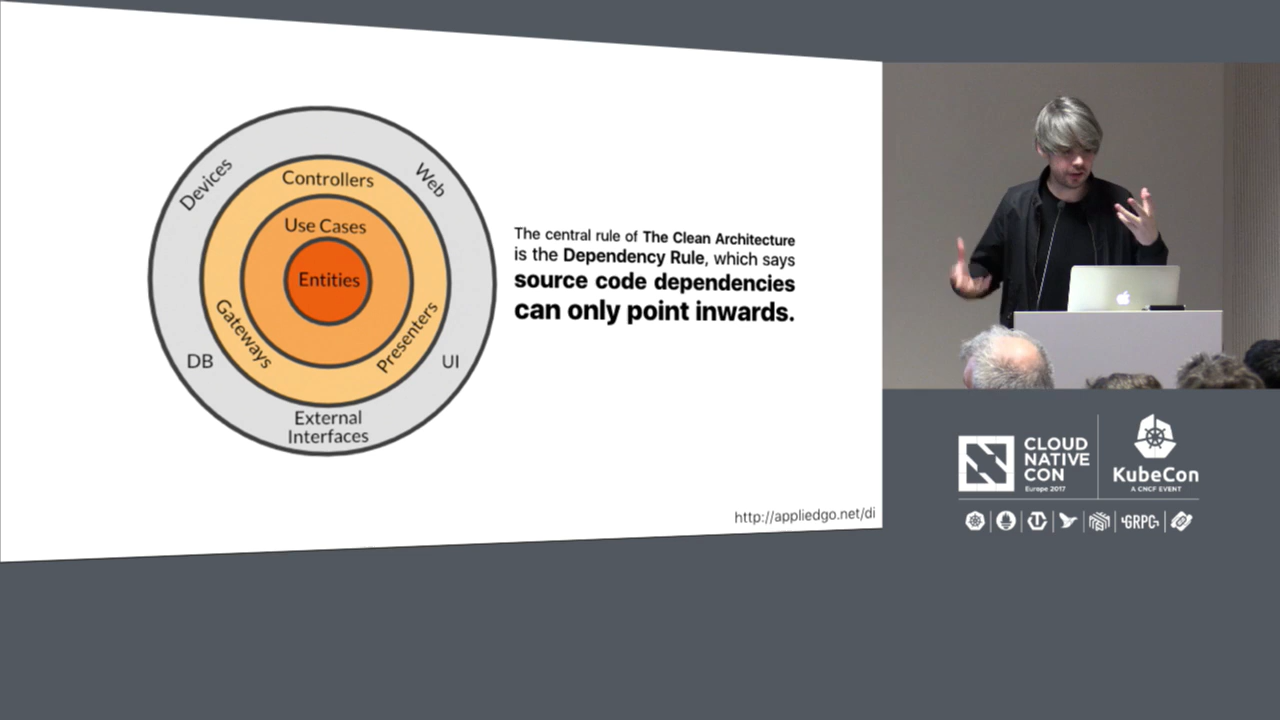 Devices
Web
Controllers
Use Cases
Entities
Gateways
Presenters
DB
UI
External
Interfaces
The central rule of The Clean Architecture
is the Dependency Rule, which says
source code dependencies
can only point inwards.
http://appliedgo.net/di
CLOUD
NATIVE
CON
Europe 2017
KubeCon
A CNCF EVENT
GRPC